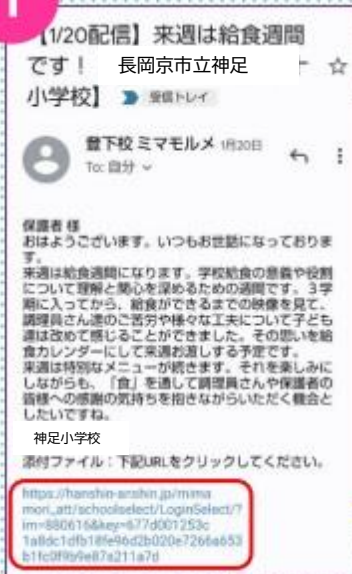 1
【1/20配信】来週は給食週間
です！ 長岡京市立神足
小学校】 受信トレイ
登下校 ミマモルメ 1月20日
To: 自分
保護者 様
おはようございます。いつもお世話になっておりま
す。
来週は給食週間になります。学校給食の意義や役割
について理解と関心を深めるための週間です。３学
期に入ってから、給食ができるまでの映像を見て、
調理員さん達のご苦労や様々な工夫について子ども
達は改めて感じることができました。その思いを給
食カレンダーにして来週お渡しする予定です。
来週は特別なメニューが続きます。それを楽しみに
しながらも、「食」を通して調理員さんや保護者の
皆様への感謝の気持ちを抱きながらいただく機会と
したいですね。
神足小学校
添付ファイル：下記URLをクリックしてください。
https://hanshin-anshin.jp/mima
mori_att/schoolselect/LoginSelect/?
im=880616&key=677d001253c
1a8dc1dfb18fe96d2b020e7266a653
b1fc0f9b9e87a211a7d